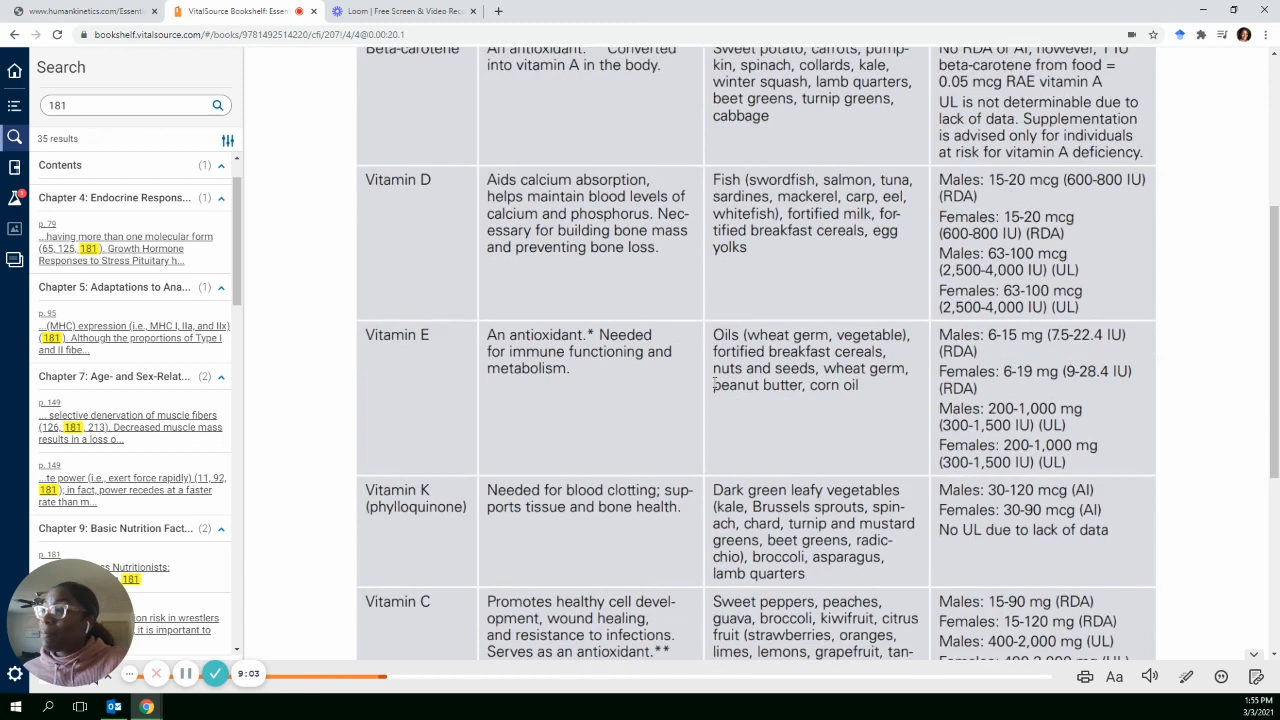 www.humankinetics.com/Essenti
VitalSource Bookshelf: Essen
Loom | Free Screen & Video Rec
bookshelf.vitalsource.com/#/books/9781492514220/cfi/207!/4/4@0.00:20.1
Search
181
35 results
Contents
(1)
Chapter 4: Endocrine Respons...
(1)
p. 79
...having more than one molecular form
(65, 125, 181). Growth Hormone
Responses to Stress Pituitary h...
Chapter 5: Adaptations to Ana...
(1)
p. 95
...(MHC) expression (i.e., MHC I, IIa, and IIx)
(181). Although the proportions of Type I
and II fibe...
Chapter 7: Age- and Sex-Relat...
(2)
p. 149
... selective denervation of muscle fibers
(126, 181, 213). Decreased muscle mass
results in a loss o...
p. 149
...te power (i.e., exert force rapidly) (11, 92,
181); in fact, power recedes at a faster
rate than m...
Chapter 9: Basic Nutrition Fact...
(2)
p. 181
ss Nutritionists:
181
on risk in wrestlers
, it is important to
Beta-carotene
An antioxidant.** Converted
into vitamin A in the body.
Sweet potato, carrots, pump-
kin, spinach, collards, kale,
winter squash, lamb quarters,
beet greens, turnip greens,
cabbage
No RDA or AI; however, 1 IU
beta-carotene from food =
0.05 mcg RAE vitamin A
UL is not determinable due to
lack of data. Supplementation
is advised only for individuals
at risk for vitamin A deficiency.
Vitamin D
Aids calcium absorption,
helps maintain blood levels of
calcium and phosphorus. Nec-
essary for building bone mass
and preventing bone loss.
Fish (swordfish, salmon, tuna,
sardines, mackerel, carp, eel,
whitefish), fortified milk, for-
tified breakfast cereals, egg
yolks
Males: 15-20 mcg (600-800 IU)
(RDA)
Females: 15-20 mcg
(600-800 IU) (RDA)
Males: 63-100 mcg
(2,500-4,000 IU) (UL)
Females: 63-100 mcg
(2,500-4,000 IU) (UL)
Vitamin E
An antioxidant.* Needed
for immune functioning and
metabolism.
Oils (wheat germ, vegetable),
fortified breakfast cereals,
nuts and seeds, wheat germ,
peanut butter, corn oil
Males: 6-15 mg (7.5-22.4 IU)
(RDA)
Females: 6-19 mg (9-28.4 IU)
(RDA)
Males: 200-1,000 mg
(300-1,500 IU) (UL)
Females: 200-1,000 mg
(300-1,500 IU) (UL)
Vitamin K
(phylloquinone)
Needed for blood clotting; sup-
ports tissue and bone health.
Dark green leafy vegetables
(kale, Brussels sprouts, spin-
ach, chard, turnip and mustard
greens, beet greens, radic-
chio), broccoli, asparagus,
lamb quarters
Males: 30-120 mcg (AI)
Females: 30-90 mcg (AI)
No UL due to lack of data
Vitamin C
Promotes healthy cell devel-
opment, wound healing,
and resistance to infections.
Serves as an antioxidant.**
Sweet peppers, peaches,
guava, broccoli, kiwifruit, citrus
fruit (strawberries, oranges,
limes, lemons, grapefruit, tan-
Males: 15-90 mg (RDA)
Females: 15-120 mg (RDA)
Males: 400-2,000 mg (UL)
9:03
Aa
1:55 PM
3/3/2021